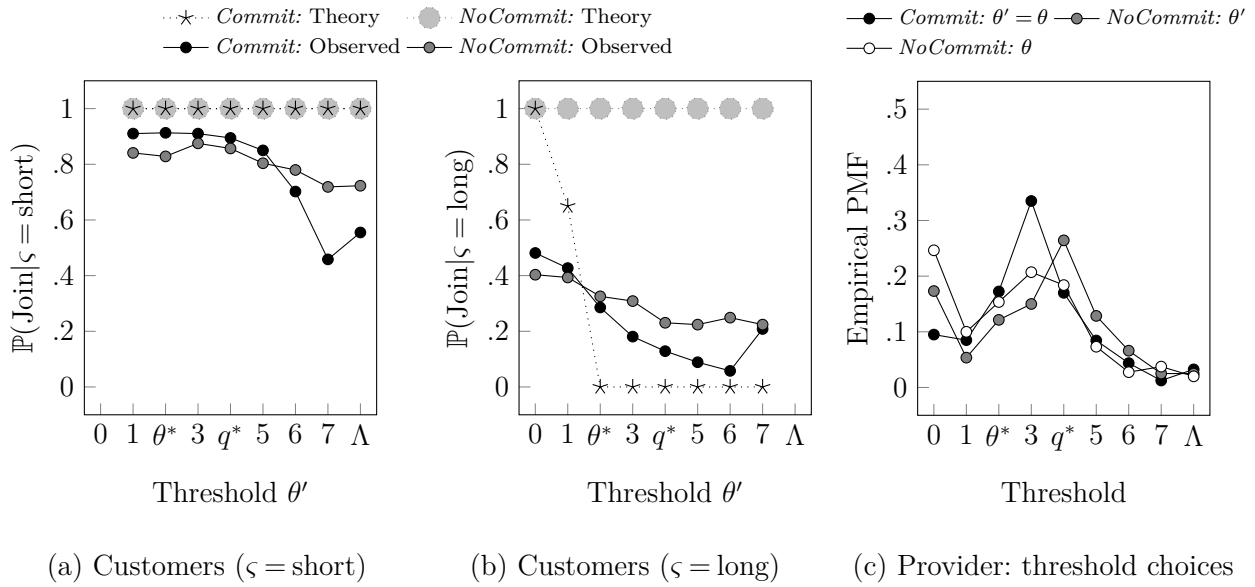 Commit: Theory NoCommit: Theory
Commit: Observed NoCommit: Observed
Commit: θ′ = θ NoCommit: θ′
NoCommit: θ
ℙ(Join|ς = short)
1
.8
.6
.4
.2
0
0 1 θ* 3 q* 5 6 7 Λ
Threshold θ′
(a) Customers (ς = short)
ℙ(Join|ς = long)
1
.8
.6
.4
.2
0
0 1 θ* 3 q* 5 6 7 Λ
Threshold θ′
(b) Customers (ς = long)
Empirical PMF
.5
.4
.3
.2
.1
0
0 1 θ* 3 q* 5 6 7 Λ
Threshold
(c) Provider: threshold choices